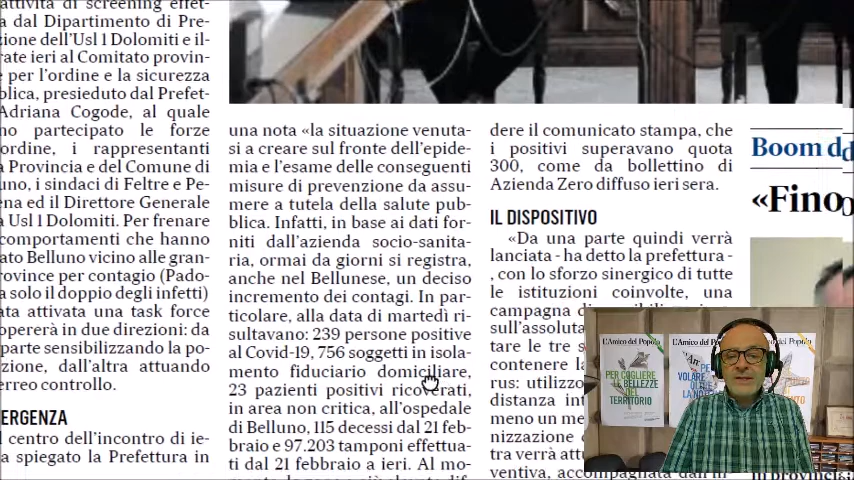 attività di screening effet-
a dal Dipartimento di Pre-
zione dell'Usl 1 Dolomiti e il-
rate ieri al Comitato provin-
e per l'ordine e la sicurezza
blica, presieduto dal Prefet-
Adriana Cogode, al quale
no partecipato le forze
ordine, i rappresentanti
a Provincia e del Comune di
uno, i sindaci di Feltre e Pe-
na ed il Direttore Generale
a Usl 1 Dolomiti. Per frenare
comportamenti che hanno
ato Belluno vicino alle gran-
rovince per contagio (Pado-
a solo il doppio degli infetti)
ata attivata una task force
opererà in due direzioni: da
parte sensibilizzando la po-
zione, dall'altra attuando
erreo controllo.
ERGENZA
l centro dell'incontro di ie-
a spiegato la Prefettura in
una nota «la situazione venuta-
si a creare sul fronte dell'epide-
mia e l'esame delle conseguenti
misure di prevenzione da assu-
mere a tutela della salute pub-
blica. Infatti, in base ai dati for-
niti dall'azienda socio-sanita-
ria, ormai da giorni si registra,
anche nel Bellunese, un deciso
incremento dei contagi. In par-
ticolare, alla data di martedì ri-
sultavano: 239 persone positive
al Covid-19, 756 soggetti in isola-
mento fiduciario domiciliare,
23 pazienti positivi ricoverati,
in area non critica, all'ospedale
di Belluno, 115 decessi dal 21 feb-
braio e 97.203 tamponi effettua-
ti dal 21 febbraio a ieri. Al mo-
dere il comunicato stampa, che
i positivi superavano quota
300, come da bollettino di
Azienda Zero diffuso ieri sera.
IL DISPOSITIVO
«Da una parte quindi verrà
lanciata - ha detto la prefettura -
, con lo sforzo sinergico di tutte
le istituzioni coinvolte, una
campagna
sull'assoluta
tare le tre
contenere la
rus: utilizzo
distanza
meno un
nizzazione
tra verrà
ventiva, accompagnata
Boom d
«Fino
L'Amico del Popolo
PER COGLIERE
LE BELLEZZE
DEL
TERRITORIO
L'Amico del
PER
VOLARE